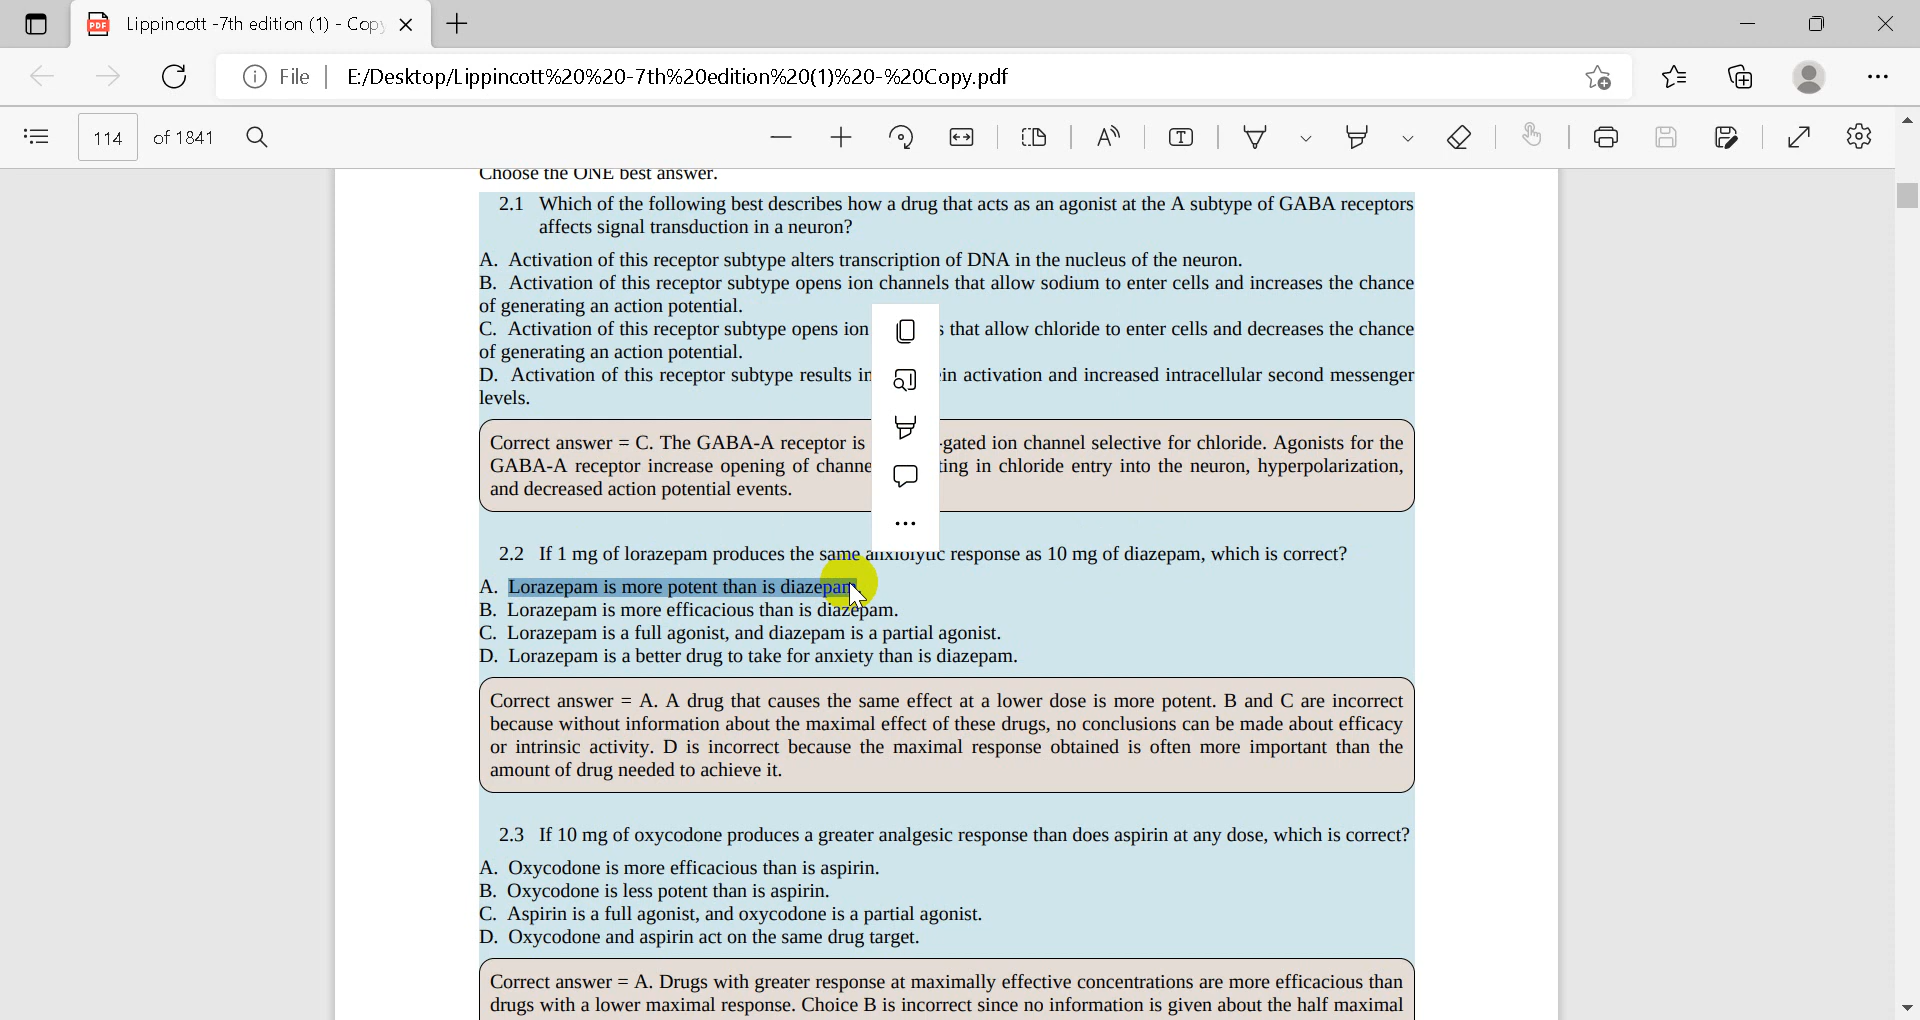 Lippincott -7th edition (1) - Copy
File
E:/Desktop/Lippincott%20%20-7th%20edition%20(1)%20-%20Copy.pdf
114 of 1841
Choose the ONE best answer.
2.1 Which of the following best describes how a drug that acts as an agonist at the A subtype of GABA receptors
affects signal transduction in a neuron?
A. Activation of this receptor subtype alters transcription of DNA in the nucleus of the neuron.
B. Activation of this receptor subtype opens ion channels that allow sodium to enter cells and increases the chance
of generating an action potential.
C. Activation of this receptor subtype opens ion s that allow chloride to enter cells and decreases the chance
of generating an action potential.
D. Activation of this receptor subtype results in in activation and increased intracellular second messenger
levels.
Correct answer = C. The GABA-A receptor is -gated ion channel selective for chloride. Agonists for the
GABA-A receptor increase opening of channe ting in chloride entry into the neuron, hyperpolarization,
and decreased action potential events.
2.2 If 1 mg of lorazepam produces the same anxiolytic response as 10 mg of diazepam, which is correct?
A. Lorazepam is more potent than is diazepam.
B. Lorazepam is more efficacious than is diazepam.
C. Lorazepam is a full agonist, and diazepam is a partial agonist.
D. Lorazepam is a better drug to take for anxiety than is diazepam.
Correct answer = A. A drug that causes the same effect at a lower dose is more potent. B and C are incorrect
because without information about the maximal effect of these drugs, no conclusions can be made about efficacy
or intrinsic activity. D is incorrect because the maximal response obtained is often more important than the
amount of drug needed to achieve it.
2.3 If 10 mg of oxycodone produces a greater analgesic response than does aspirin at any dose, which is correct?
A. Oxycodone is more efficacious than is aspirin.
B. Oxycodone is less potent than is aspirin.
C. Aspirin is a full agonist, and oxycodone is a partial agonist.
D. Oxycodone and aspirin act on the same drug target.
Correct answer = A. Drugs with greater response at maximally effective concentrations are more efficacious than
drugs with a lower maximal response. Choice B is incorrect since no information is given about the half maximal